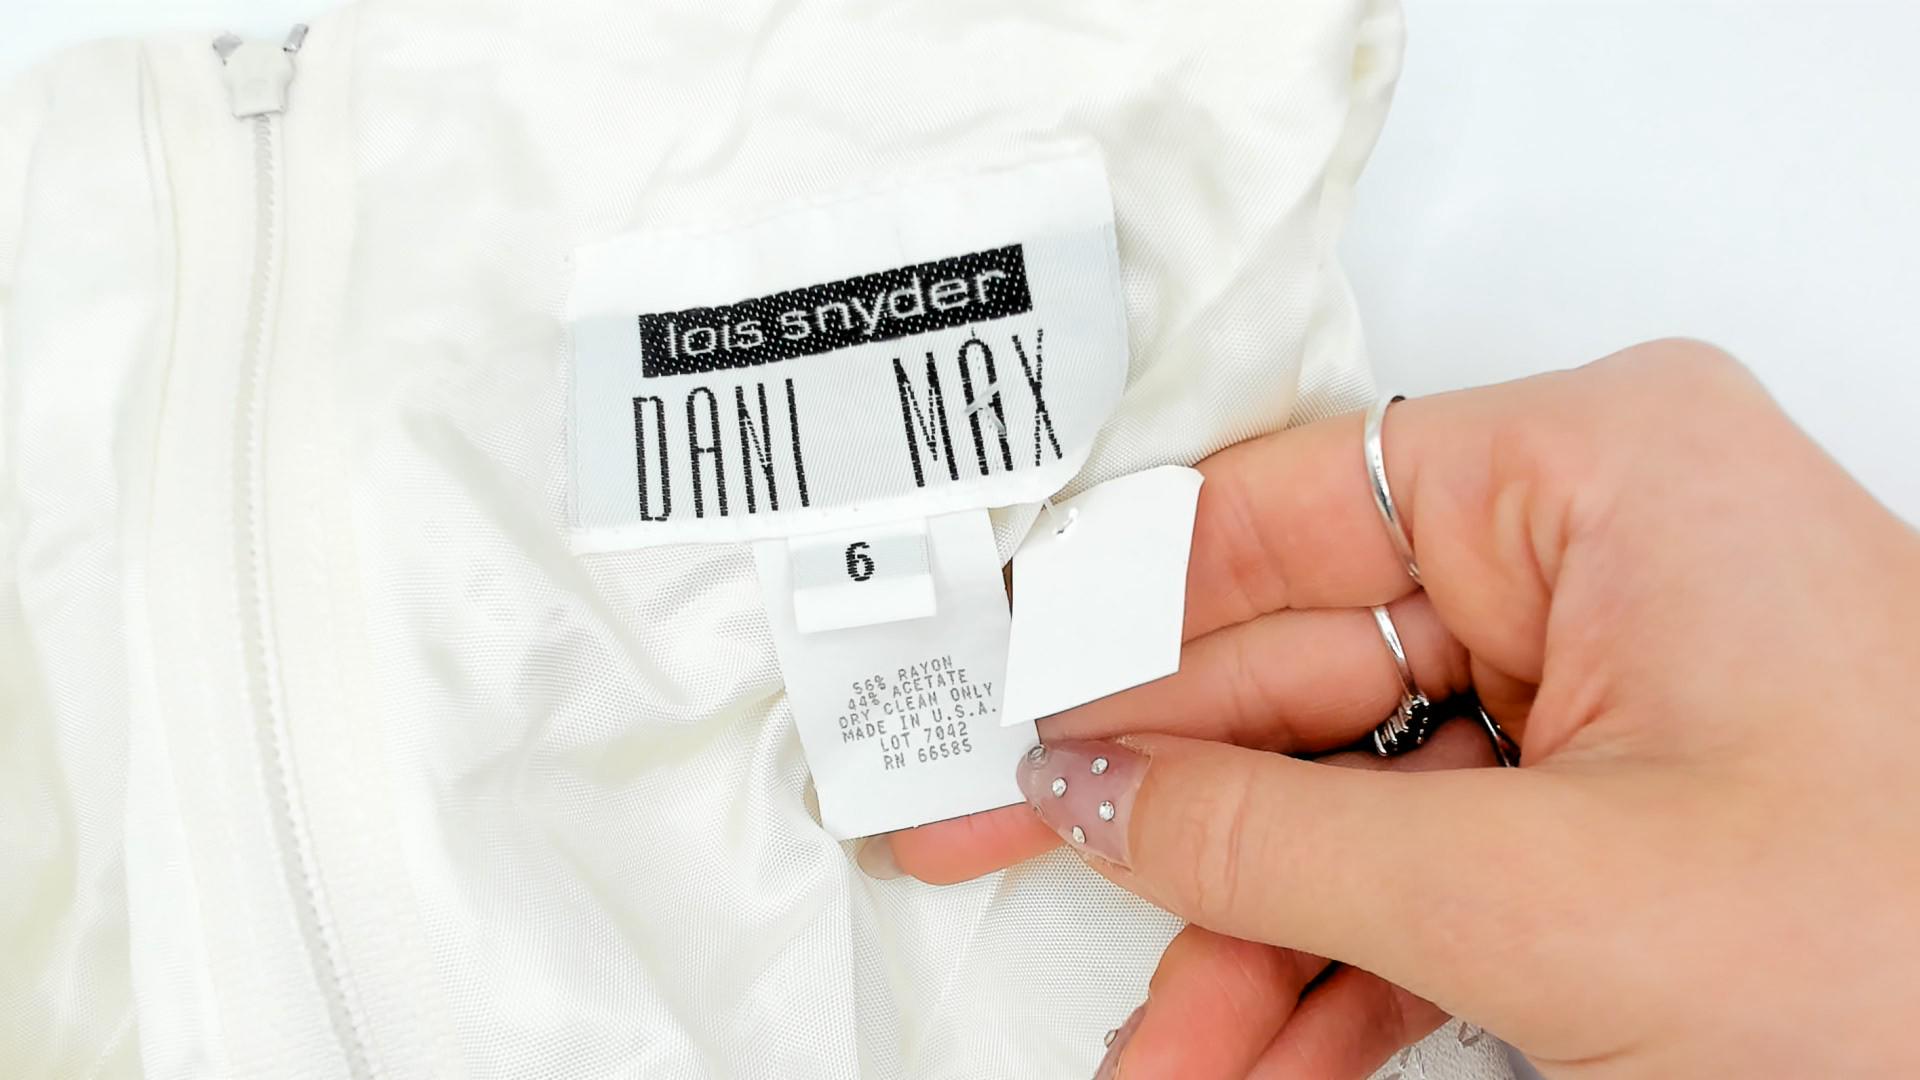 lois snyder
DANI MAX
6
56% RAYON
44% ACETATE
DRY CLEAN ONLY
MADE IN U.S.A.
LOT 7042
RN 66585